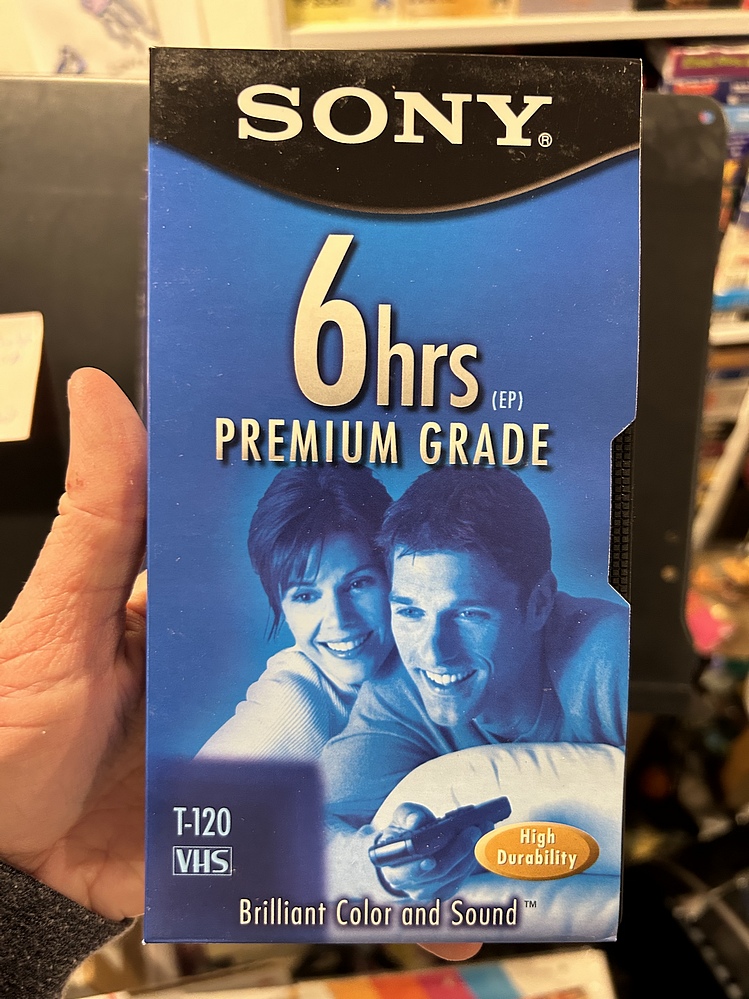 SONY®
6hrs (EP)
PREMIUM GRADE
T-120
VHS
High
Durability
Brilliant Color and Sound™